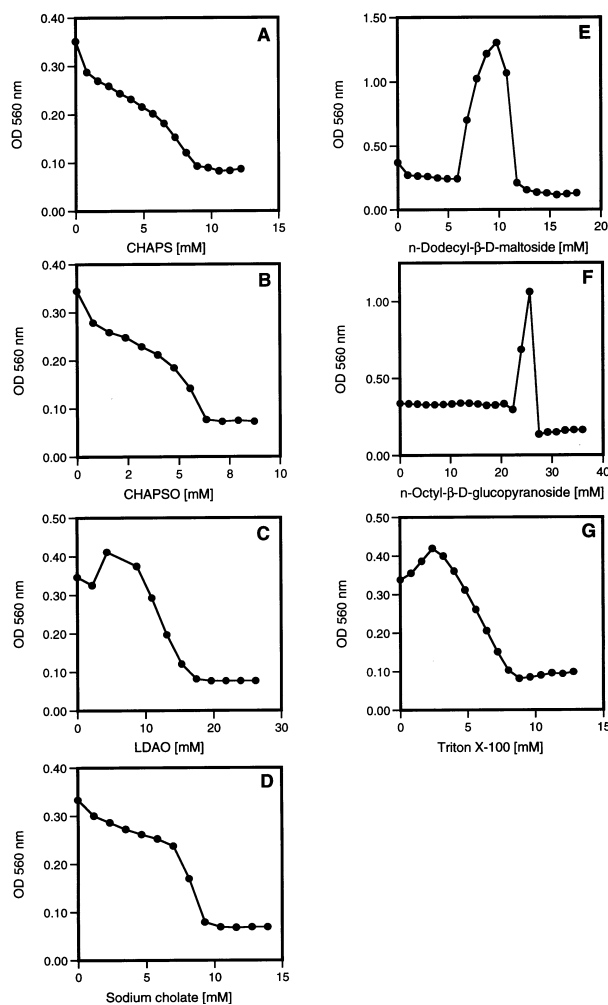 A
OD 560 nm
0.40
0.30
0.20
0.10
0.00
0 5 10 15
CHAPS [mM]
B
OD 560 nm
0.40
0.30
0.20
0.10
0.00
0 2 5 8 10
CHAPSO [mM]
C
OD 560 nm
0.50
0.40
0.30
0.20
0.10
0.00
0 10 20 30
LDAO [mM]
D
OD 560 nm
0.40
0.30
0.20
0.10
0.00
0 5 10 15
Sodium cholate [mM]
E
OD 560 nm
1.50
1.00
0.50
0.00
0 5 10 15 20
n-Dodecyl-β-D-maltoside [mM]
F
OD 560 nm
1.00
0.50
0.00
0 10 20 30 40
n-Octyl-β-D-glucopyranoside [mM]
G
OD 560 nm
0.50
0.40
0.30
0.20
0.10
0.00
0 5 10 15
Triton X-100 [mM]